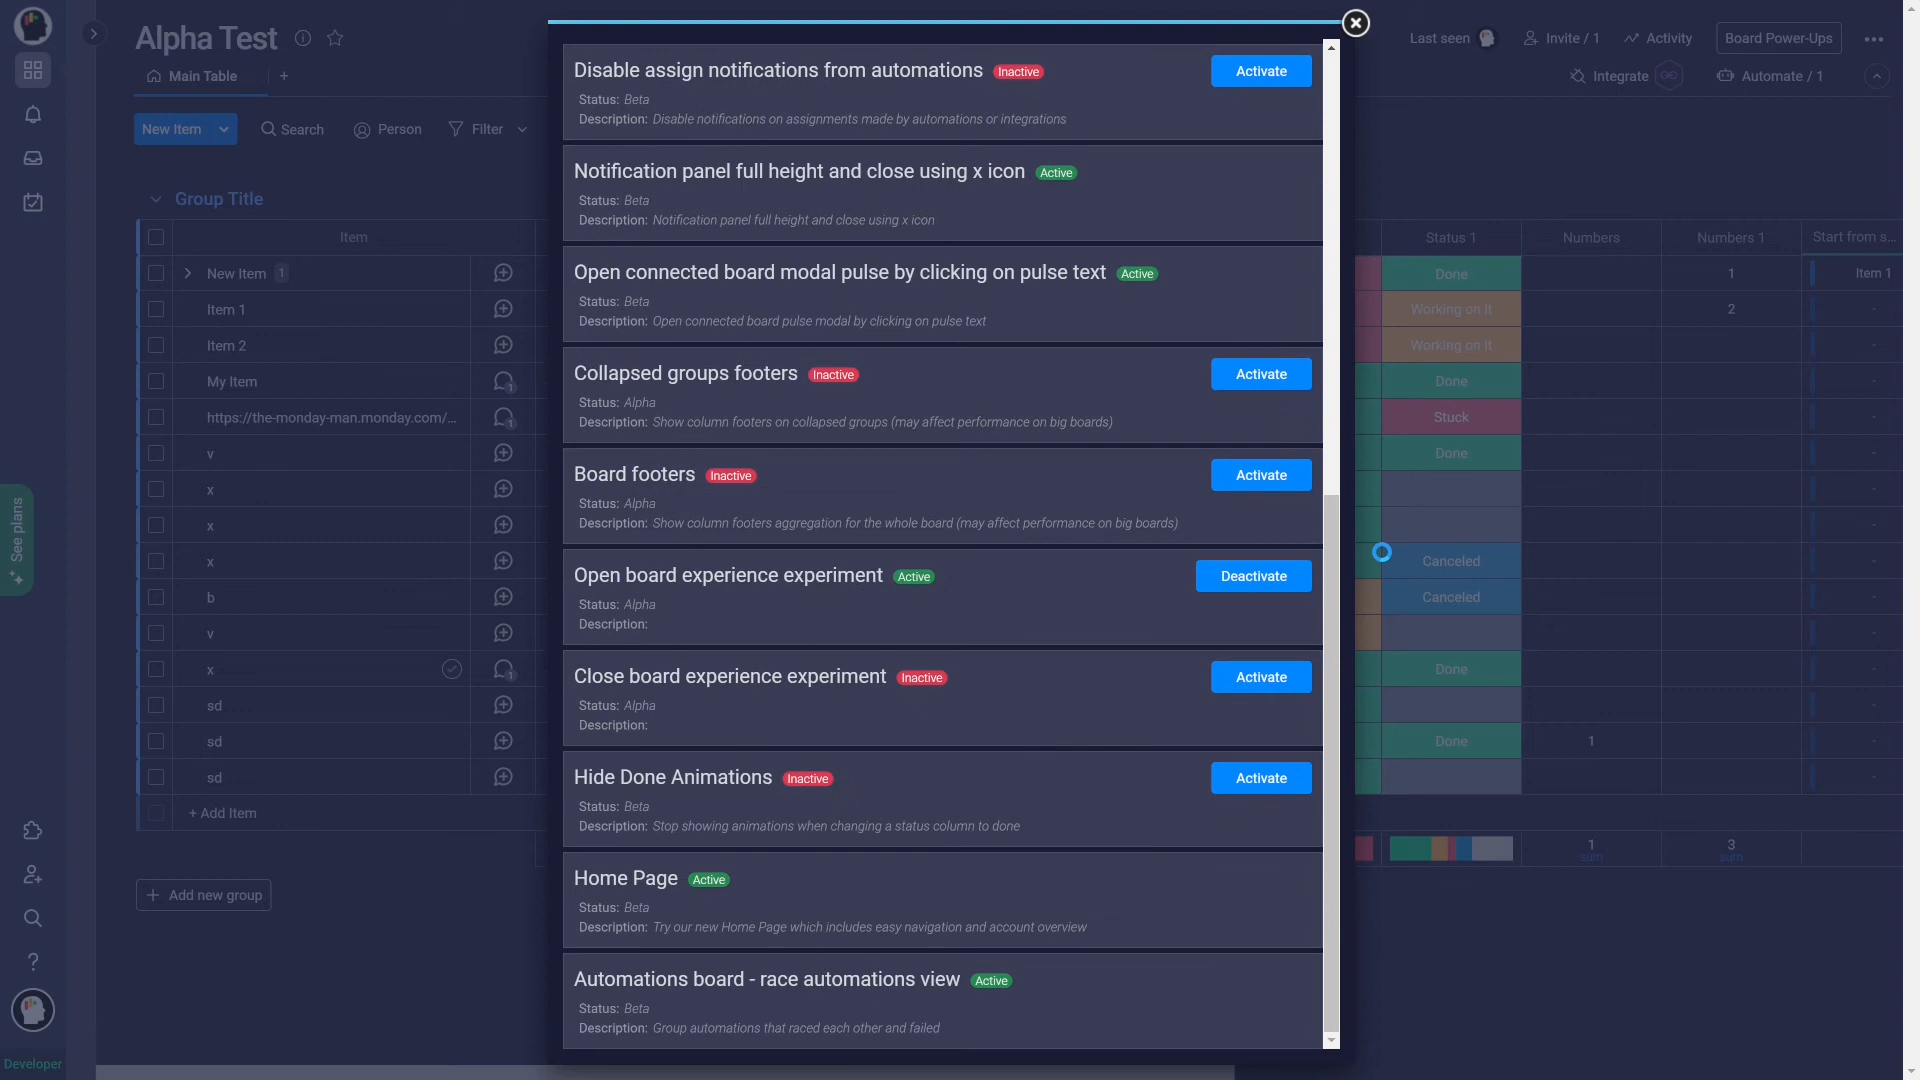 Alpha Test
Last seen
Invite / 1
Activity
Board Power-Ups
Main Table
+
Integrate
Automate / 1
New Item
Search
Person
Filter
Group Title
Item
Status 1
Numbers
Numbers 1
Start from s...
New Item 1
Done
1
Item 1
Item 1
Working on It
2
-
Item 2
Working on It
-
My Item
1
Done
-
https://the-monday-man.monday.com/...
1
Stuck
-
v
Done
-
x
-
x
-
x
Canceled
-
b
Canceled
-
v
-
x
1
Done
-
sd
-
sd
Done
1
-
sd
-
+ Add Item
1
sum
3
sum
+ Add new group
See plans
?
Developer
Disable assign notifications from automations Inactive
Activate
Status: Beta
Description: Disable notifications on assignments made by automations or integrations
Notification panel full height and close using x icon Active
Status: Beta
Description: Notification panel full height and close using x icon
Open connected board modal pulse by clicking on pulse text Active
Status: Beta
Description: Open connected board pulse modal by clicking on pulse text
Collapsed groups footers Inactive
Activate
Status: Alpha
Description: Show column footers on collapsed groups (may affect performance on big boards)
Board footers Inactive
Activate
Status: Alpha
Description: Show column footers aggregation for the whole board (may affect performance on big boards)
Open board experience experiment Active
Deactivate
Status: Alpha
Description:
Close board experience experiment Inactive
Activate
Status: Alpha
Description:
Hide Done Animations Inactive
Activate
Status: Beta
Description: Stop showing animations when changing a status column to done
Home Page Active
Status: Beta
Description: Try our new Home Page which includes easy navigation and account overview
Automations board - race automations view Active
Status: Beta
Description: Group automations that raced each other and failed